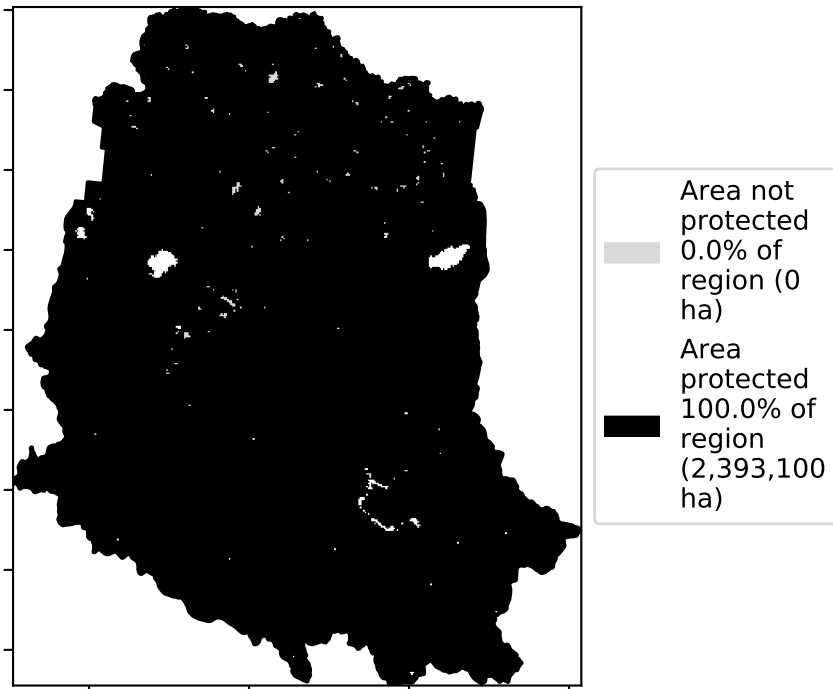 Area not
protected
0.0% of
region (0
ha)
Area
protected
100.0% of
region
(2,393,100
ha)